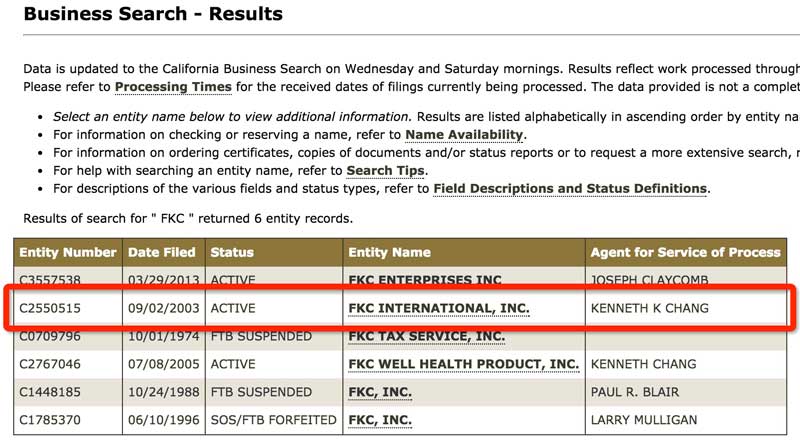 Business Search - Results
Data is updated to the California Business Search on Wednesday and Saturday mornings. Results reflect work processed through
Please refer to Processing Times for the received dates of filings currently being processed. The data provided is not a complet
• Select an entity name below to view additional information. Results are listed alphabetically in ascending order by entity na
• For information on checking or reserving a name, refer to Name Availability.
• For information on ordering certificates, copies of documents and/or status reports or to request a more extensive search, r
• For help with searching an entity name, refer to Search Tips.
• For descriptions of the various fields and status types, refer to Field Descriptions and Status Definitions.
Results of search for " FKC " returned 6 entity records.
Entity Number Date Filed Status Entity Name Agent for Service of Process
C3557538 03/29/2013 ACTIVE FKC ENTERPRISES INC JOSEPH CLAYCOMB
C2550515 09/02/2003 ACTIVE FKC INTERNATIONAL, INC. KENNETH K CHANG
C0709796 10/01/1974 FTB SUSPENDED FKC TAX SERVICE, INC.
C2767046 07/08/2005 ACTIVE FKC WELL HEALTH PRODUCT, INC. KENNETH CHANG
C1448185 10/24/1988 FTB SUSPENDED FKC, INC. PAUL R. BLAIR
C1785370 06/10/1996 SOS/FTB FORFEITED FKC, INC. LARRY MULLIGAN